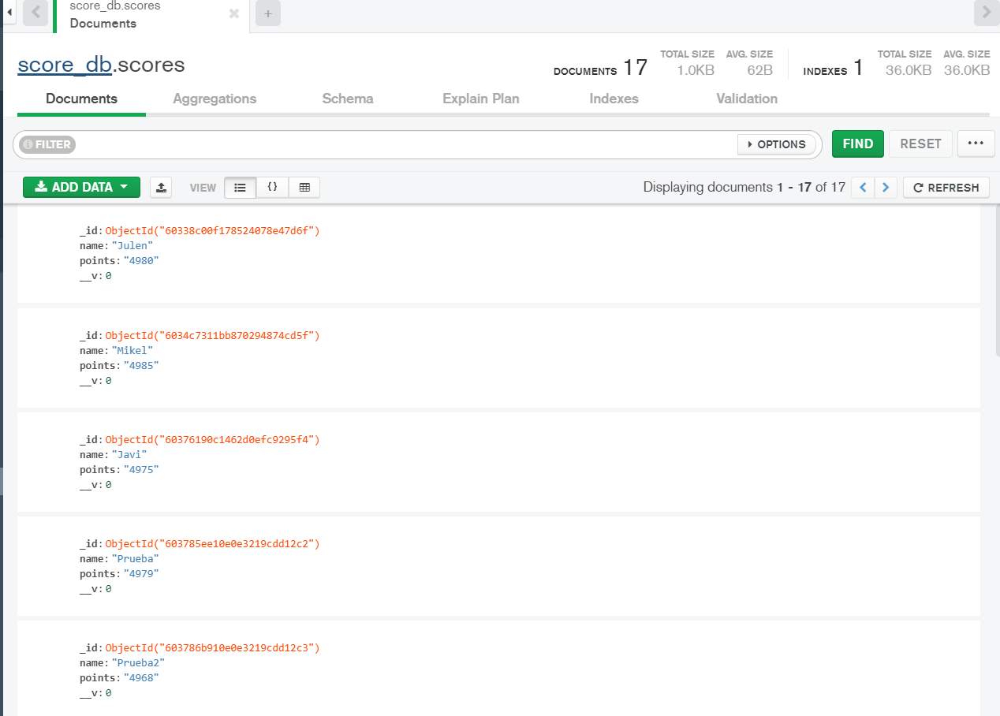 score_db.scores
Documents
+
score_db.scores
DOCUMENTS 17 TOTAL SIZE 1.0KB AVG. SIZE 62B INDEXES 1 TOTAL SIZE 36.0KB AVG. SIZE 36.0KB
Documents Aggregations Schema Explain Plan Indexes Validation
FILTER OPTIONS FIND RESET ...
ADD DATA VIEW {} Displaying documents 1 - 17 of 17 REFRESH
_id: ObjectId("60338c00f178524078e47d6f")
name: "Julen"
points: "4980"
__v: 0
_id: ObjectId("6034c7311bb870294874cd5f")
name: "Mikel"
points: "4985"
__v: 0
_id: ObjectId("60376190c1462d0efc9295f4")
name: "Javi"
points: "4975"
__v: 0
_id: ObjectId("603785ee10e0e3219cdd12c2")
name: "Prueba"
points: "4979"
__v: 0
_id: ObjectId("603786b910e0e3219cdd12c3")
name: "Prueba2"
points: "4968"
__v: 0